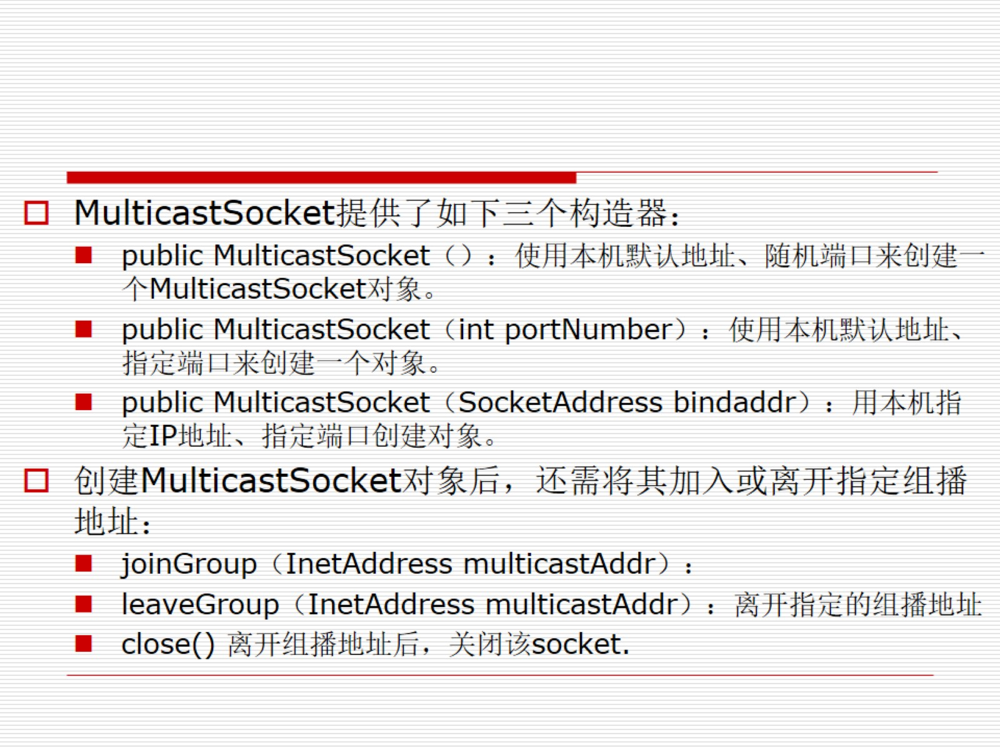 MulticastSocket提供了如下三个构造器：
public MulticastSocket（）：使用本机默认地址、随机端口来创建一
个MulticastSocket对象。
public MulticastSocket（int portNumber）：使用本机默认地址、
指定端口来创建一个对象。
public MulticastSocket（SocketAddress bindaddr）：用本机指
定IP地址、指定端口创建对象。
创建MulticastSocket对象后，还需将其加入或离开指定组播
地址：
joinGroup（InetAddress multicastAddr）：
leaveGroup（InetAddress multicastAddr）：离开指定的组播地址
close() 离开组播地址后，关闭该socket.